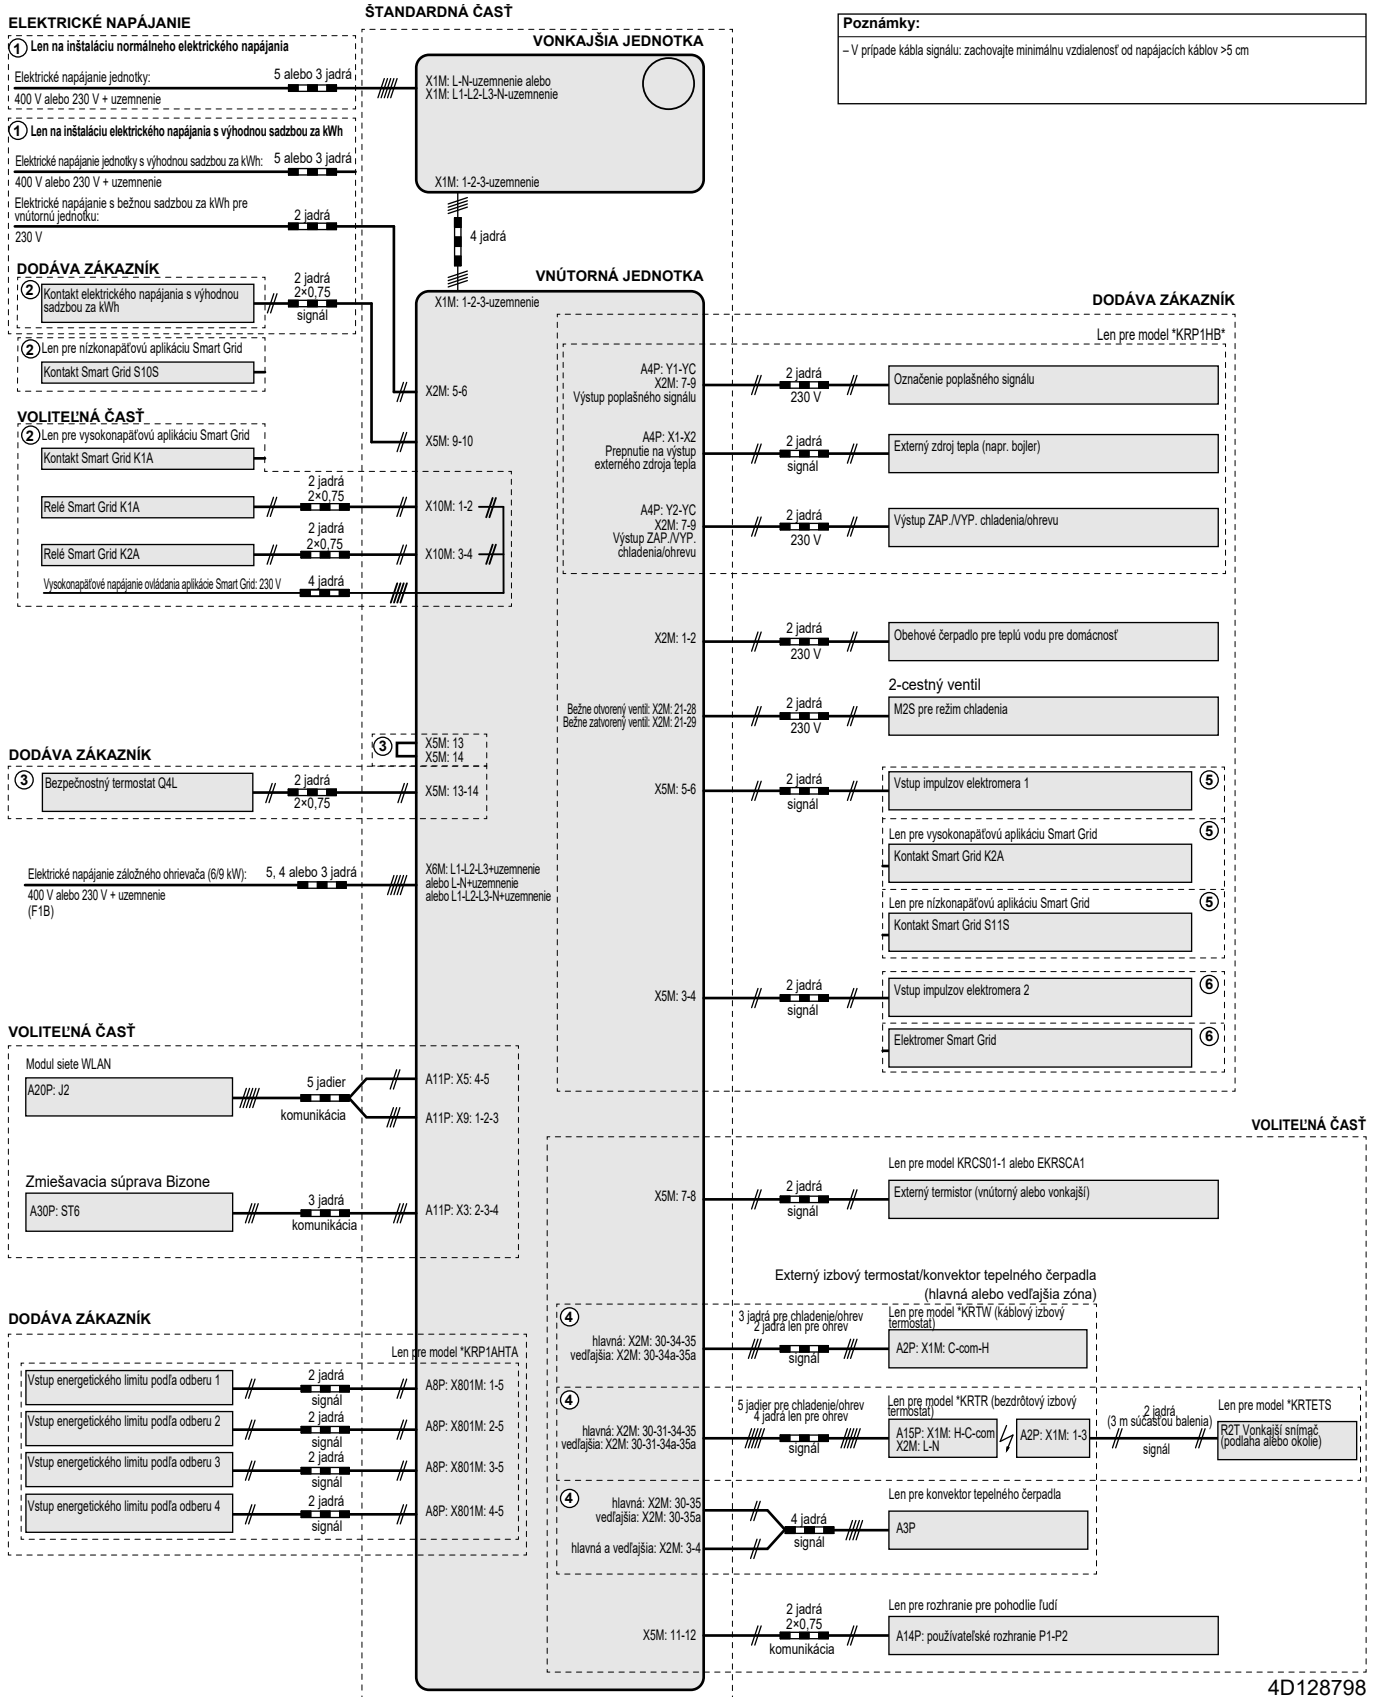 ELEKTRICKÉ NAPÁJANIE
① Len na inštaláciu normálneho elektrického napájania
Elektrické napájanie jednotky:
5 alebo 3 jadrá
400 V alebo 230 V + uzemnenie
① Len na inštaláciu elektrického napájania s výhodnou sadzbou za kWh
Elektrické napájanie jednotky s výhodnou sadzbou za kWh:
5 alebo 3 jadrá
400 V alebo 230 V + uzemnenie
Elektrické napájanie s bežnou sadzbou za kWh pre
vnútornú jednotku:
2 jadrá
230 V
DODÁVA ZÁKAZNÍK
② Kontakt elektrického napájania s výhodnou
sadzbou za kWh
2 jadrá
2×0,75
signál
② Len pre nízkonapäťovú aplikáciu Smart Grid
Kontakt Smart Grid S10S
VOLITEĽNÁ ČASŤ
② Len pre vysokonapäťovú aplikáciu Smart Grid
Kontakt Smart Grid K1A
Relé Smart Grid K1A
2 jadrá
2×0,75
Relé Smart Grid K2A
2 jadrá
2×0,75
Vysokonapäťové napájanie ovládania aplikácie Smart Grid: 230 V
4 jadrá
DODÁVA ZÁKAZNÍK
③ Bezpečnostný termostat Q4L
2 jadrá
2×0,75
Elektrické napájanie záložného ohrievača (6/9 kW):
5, 4 alebo 3 jadrá
400 V alebo 230 V + uzemnenie
(F1B)
VOLITEĽNÁ ČASŤ
Modul siete WLAN
A20P: J2
5 jadier
komunikácia
Zmiešavacia súprava Bizone
A30P: ST6
3 jadrá
komunikácia
DODÁVA ZÁKAZNÍK
Len pre model *KRP1AHTA
Vstup energetického limitu podľa odberu 1
2 jadrá
signál
Vstup energetického limitu podľa odberu 2
2 jadrá
signál
Vstup energetického limitu podľa odberu 3
2 jadrá
signál
Vstup energetického limitu podľa odberu 4
2 jadrá
signál
ŠTANDARDNÁ ČASŤ
VONKAJŠIA JEDNOTKA
X1M: L-N-uzemnenie alebo
X1M: L1-L2-L3-N-uzemnenie
X1M: 1-2-3-uzemnenie
4 jadrá
VNÚTORNÁ JEDNOTKA
X1M: 1-2-3-uzemnenie
X2M: 5-6
X5M: 9-10
X10M: 1-2
X10M: 3-4
③ X5M: 13
X5M: 14
X5M: 13-14
X6M: L1-L2-L3+uzemnenie
alebo L-N+uzemnenie
alebo L1-L2-L3-N+uzemnenie
A11P: X5: 4-5
A11P: X9: 1-2-3
A11P: X3: 2-3-4
A8P: X801M: 1-5
A8P: X801M: 2-5
A8P: X801M: 3-5
A8P: X801M: 4-5
Poznámky:
– V prípade kábla signálu: zachovajte minimálnu vzdialenosť od napájacích káblov >5 cm
DODÁVA ZÁKAZNÍK
Len pre model *KRP1HB*
A4P: Y1-YC
X2M: 7-9
Výstup poplašného signálu
2 jadrá
230 V
Označenie poplašného signálu
A4P: X1-X2
Prepnutie na výstup
externého zdroja tepla
2 jadrá
signál
Externý zdroj tepla (napr. bojler)
A4P: Y2-YC
X2M: 7-9
Výstup ZAP./VYP.
chladenia/ohrevu
2 jadrá
230 V
Výstup ZAP./VYP. chladenia/ohrevu
X2M: 1-2
2 jadrá
230 V
Obehové čerpadlo pre teplú vodu pre domácnosť
2-cestný ventil
Bežne otvorený ventil: X2M: 21-28
Bežne zatvorený ventil: X2M: 21-29
2 jadrá
230 V
M2S pre režim chladenia
X5M: 5-6
2 jadrá
signál
Vstup impulzov elektromera 1 ⑤
Len pre vysokonapäťovú aplikáciu Smart Grid ⑤
Kontakt Smart Grid K2A
Len pre nízkonapäťovú aplikáciu Smart Grid ⑤
Kontakt Smart Grid S11S
X5M: 3-4
2 jadrá
signál
Vstup impulzov elektromera 2 ⑥
Elektromer Smart Grid ⑥
VOLITEĽNÁ ČASŤ
Len pre model KRCS01-1 alebo EKRSCA1
X5M: 7-8
2 jadrá
signál
Externý termistor (vnútorný alebo vonkajší)
Externý izbový termostat/konvektor tepelného čerpadla
(hlavná alebo vedľajšia zóna)
④
hlavná: X2M: 30-34-35
vedľajšia: X2M: 30-34a-35a
3 jadrá pre chladenie/ohrev
2 jadrá len pre ohrev
signál
Len pre model *KRTW (káblový izbový
termostat)
A2P: X1M: C-com-H
④
hlavná: X2M: 30-31-34-35
vedľajšia: X2M: 30-31-34a-35a
5 jadier pre chladenie/ohrev
4 jadrá len pre ohrev
signál
Len pre model *KRTR (bezdrôtový izbový
termostat)
A15P: X1M: H-C-com
X2M: L-N
A2P: X1M: 1-3
2 jadrá
(3 m súčasťou balenia)
signál
Len pre model *KRTETS
R2T Vonkajší snímač
(podlaha alebo okolie)
④
hlavná: X2M: 30-35
vedľajšia: X2M: 30-35a
hlavná a vedľajšia: X2M: 3-4
4 jadrá
signál
Len pre konvektor tepelného čerpadla
A3P
Len pre rozhranie pre pohodlie ľudí
X5M: 11-12
2 jadrá
2×0,75
komunikácia
A14P: používateľské rozhranie P1-P2
4D128798